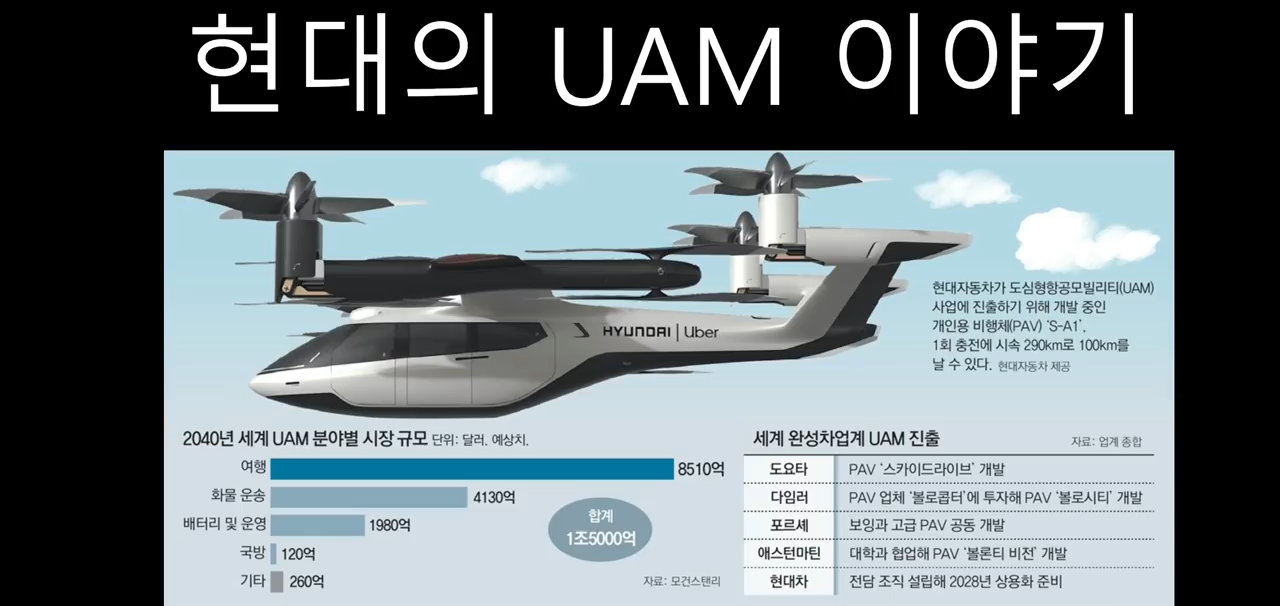 현대의 UAM 이야기
HYUNDAI | Uber
현대자동차가 도심형항공모빌리티(UAM)
사업에 진출하기 위해 개발 중인
개인용 비행체(PAV) ‘S-A1’.
1회 충전에 시속 290km로 100km를
날 수 있다. 현대자동차 제공
2040년 세계 UAM 분야별 시장 규모 단위: 달러. 예상치.
여행 8510억
화물 운송 4130억
배터리 및 운영 1980억
국방 120억
기타 260억
합계
1조5000억
자료: 모건스탠리
세계 완성차업계 UAM 진출 자료: 업계 종합
도요타 PAV ‘스카이드라이브’ 개발
다임러 PAV 업체 ‘볼로콥터’에 투자해 PAV ‘볼로시티’ 개발
포르셰 보잉과 고급 PAV 공동 개발
애스턴마틴 대학과 협업해 PAV ‘볼론티 비전’ 개발
현대차 전담 조직 설립해 2028년 상용화 준비